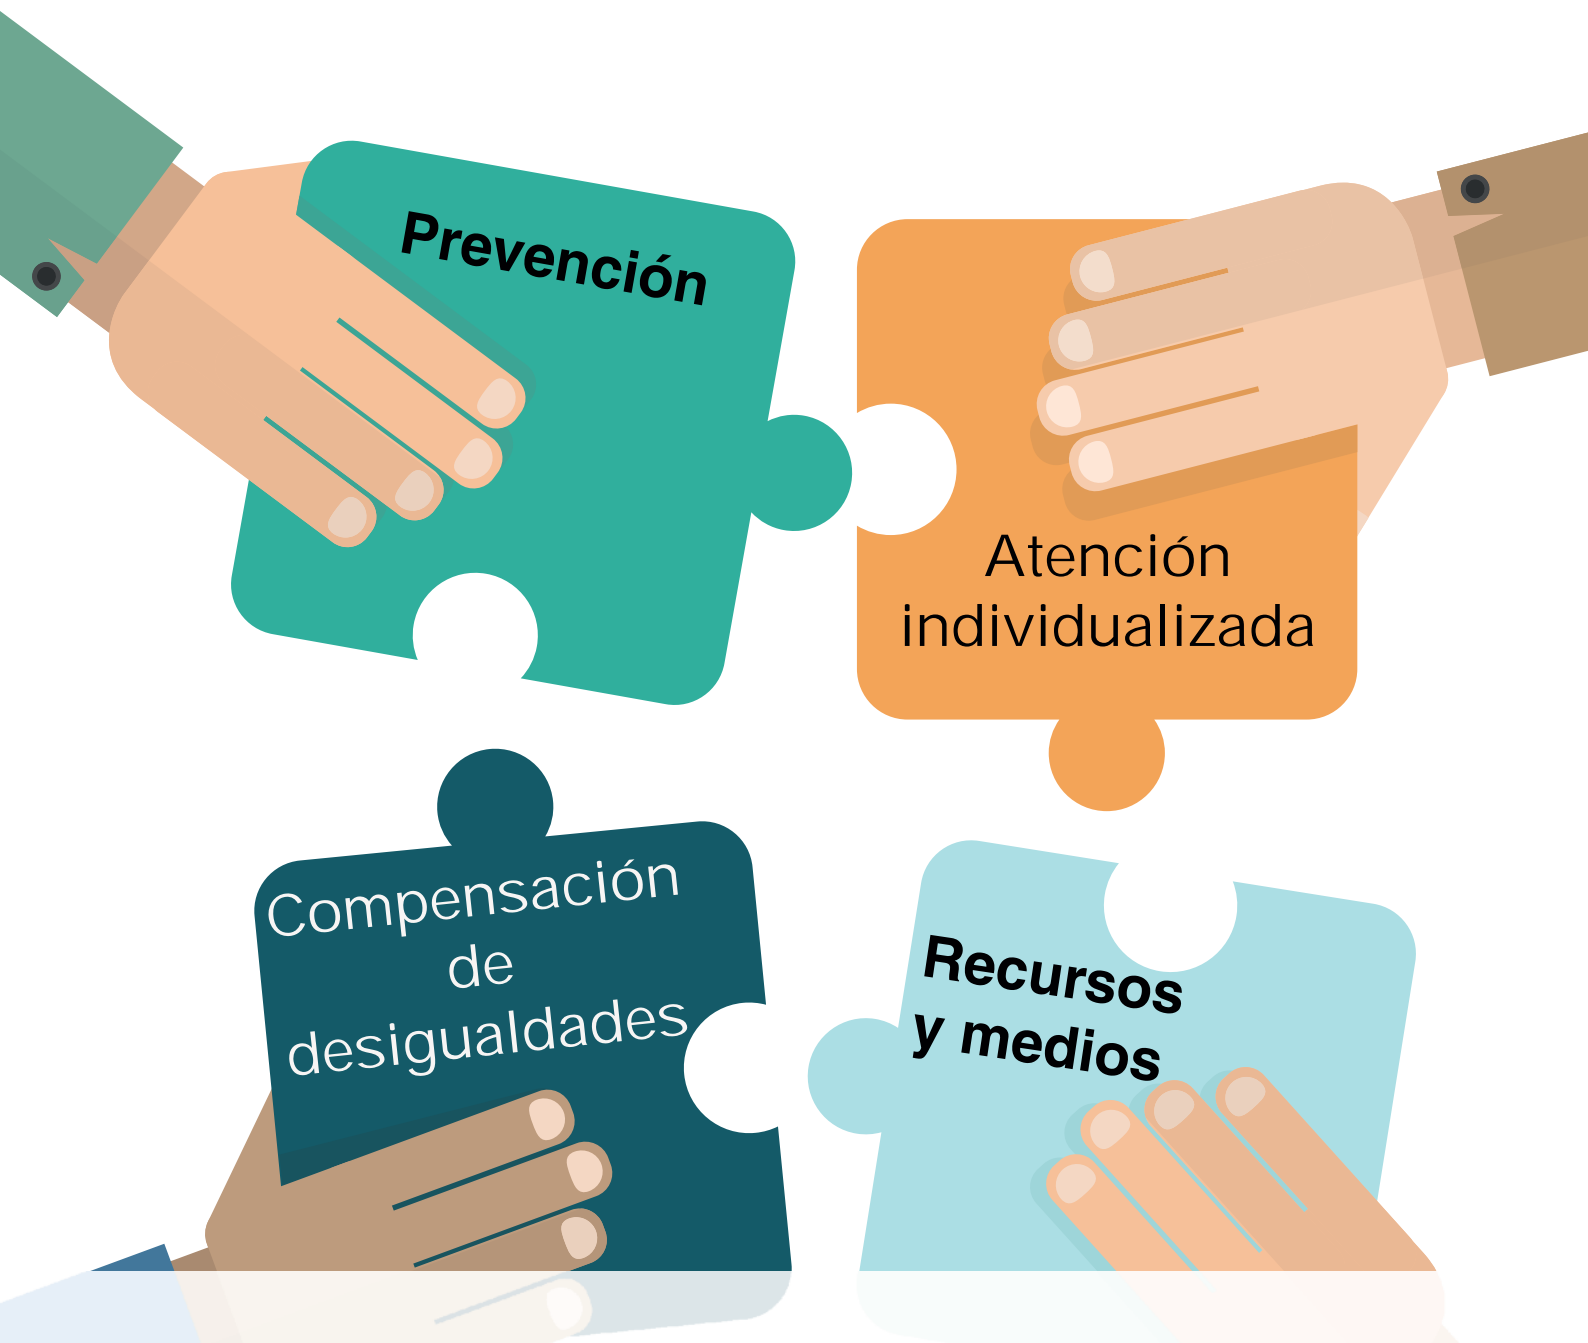 Prevención
Atención
individualizada
Compensación
de
desigualdades
Recursos
y medios